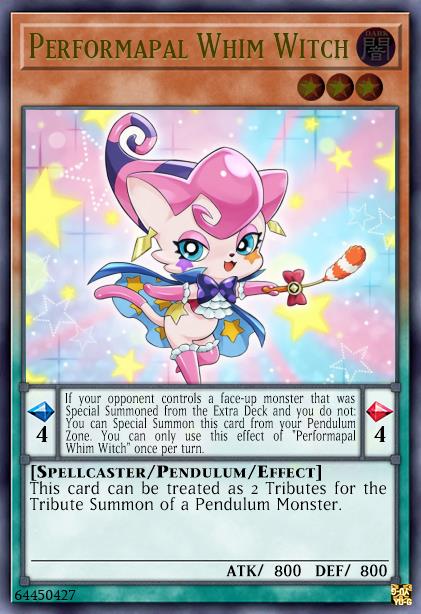 Performapal Whim Witch
DARK
闇
If your opponent controls a face-up monster that was
Special Summoned from the Extra Deck and you do not:
You can Special Summon this card from your Pendulum
Zone. You can only use this effect of "Performapal
Whim Witch" once per turn.
4
4
[Spellcaster/Pendulum/Effect]
This card can be treated as 2 Tributes for the
Tribute Summon of a Pendulum Monster.
ATK/ 800 DEF/ 800
64450427